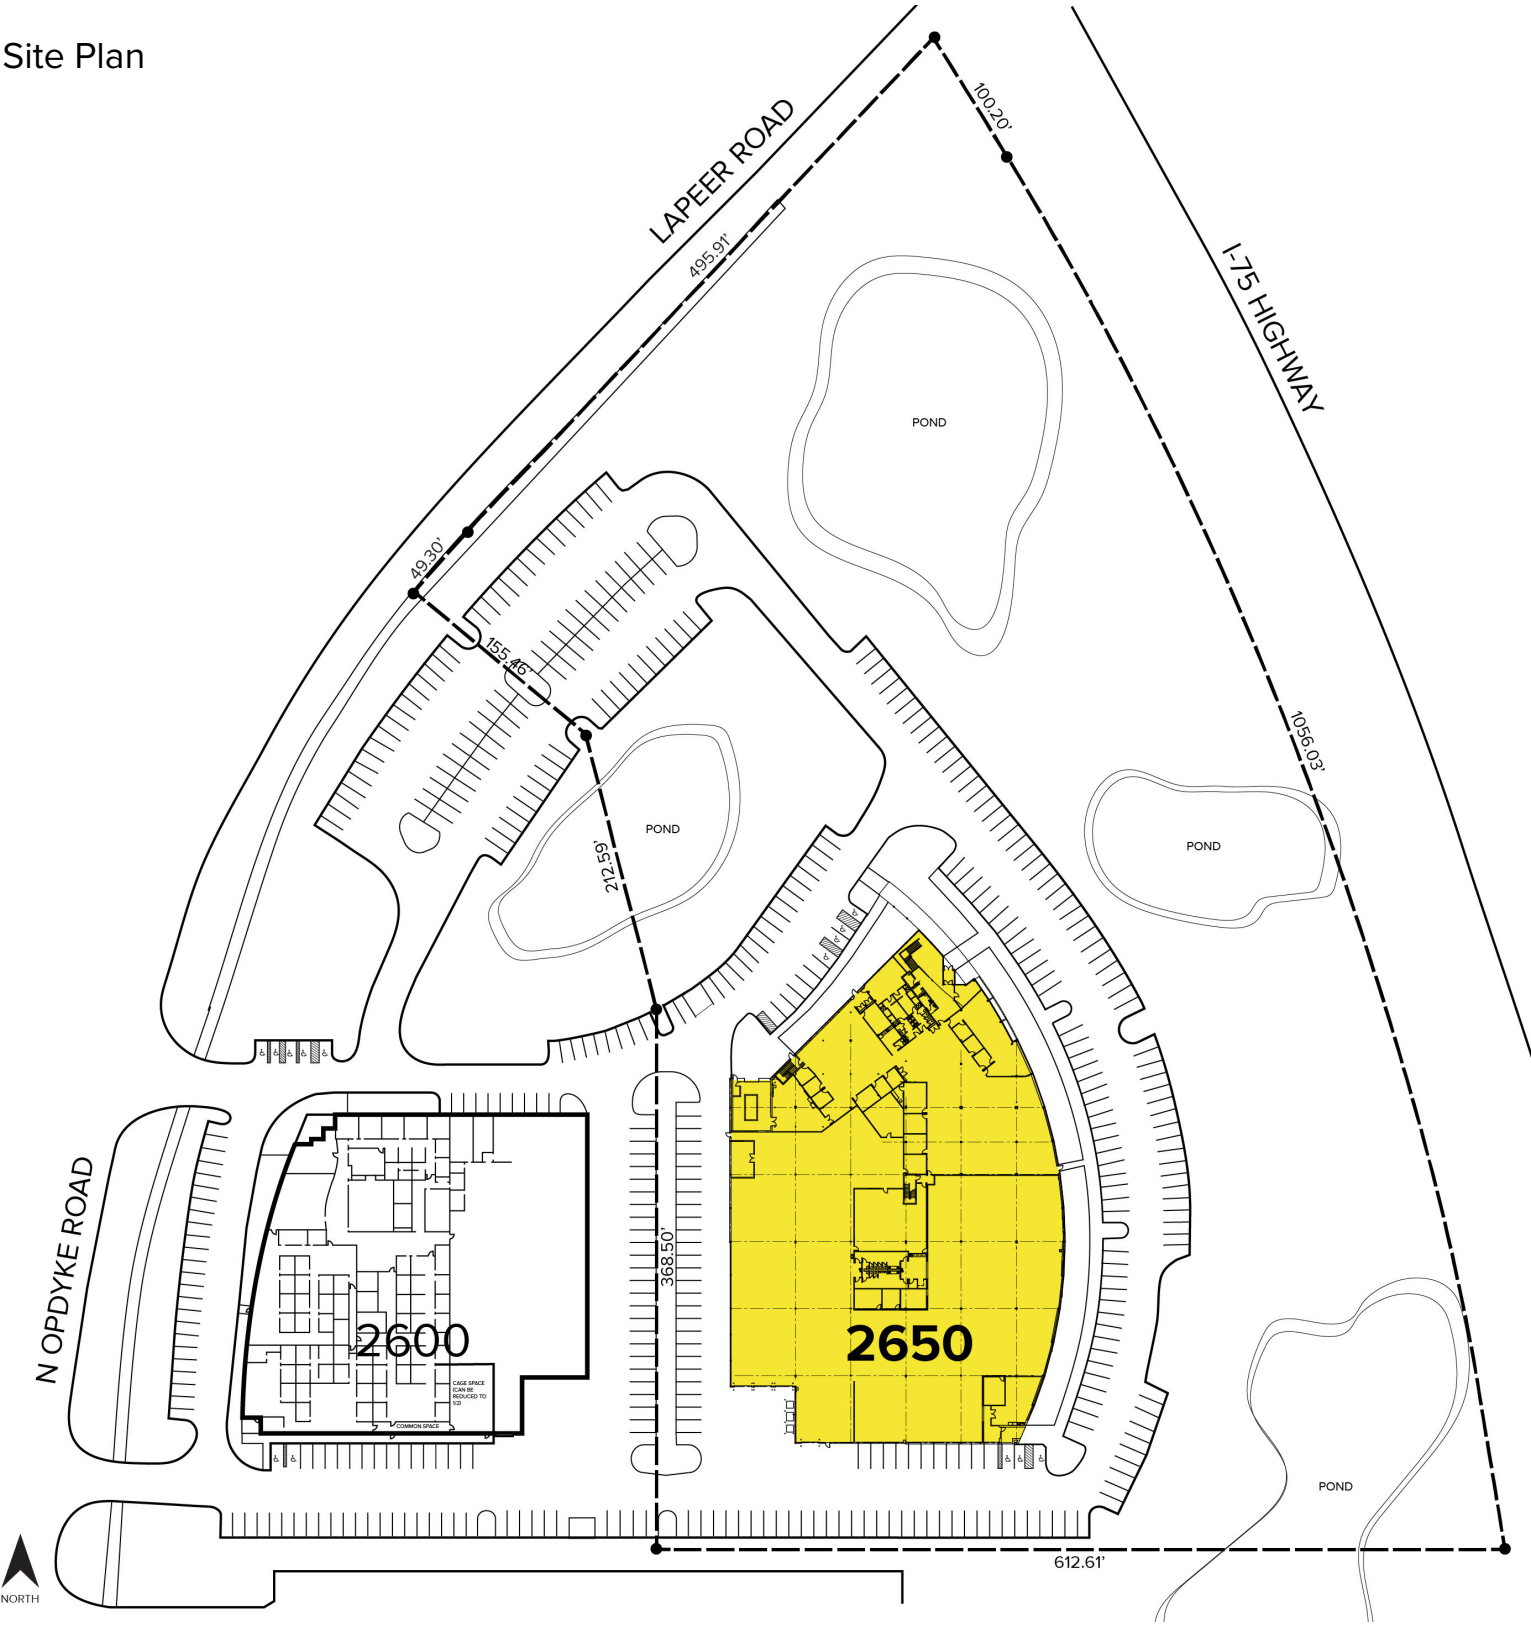 Site Plan
LAPEER ROAD
100.20'
495.91'
I-75 HIGHWAY
POND
49.30'
155.46'
1056.03'
POND
212.59'
POND
N OPDYKE ROAD
368.50'
2600
2650
CAGE SPACE
(CAN BE
REDUCED TO
1/2)
COMMON SPACE
POND
612.61'
NORTH